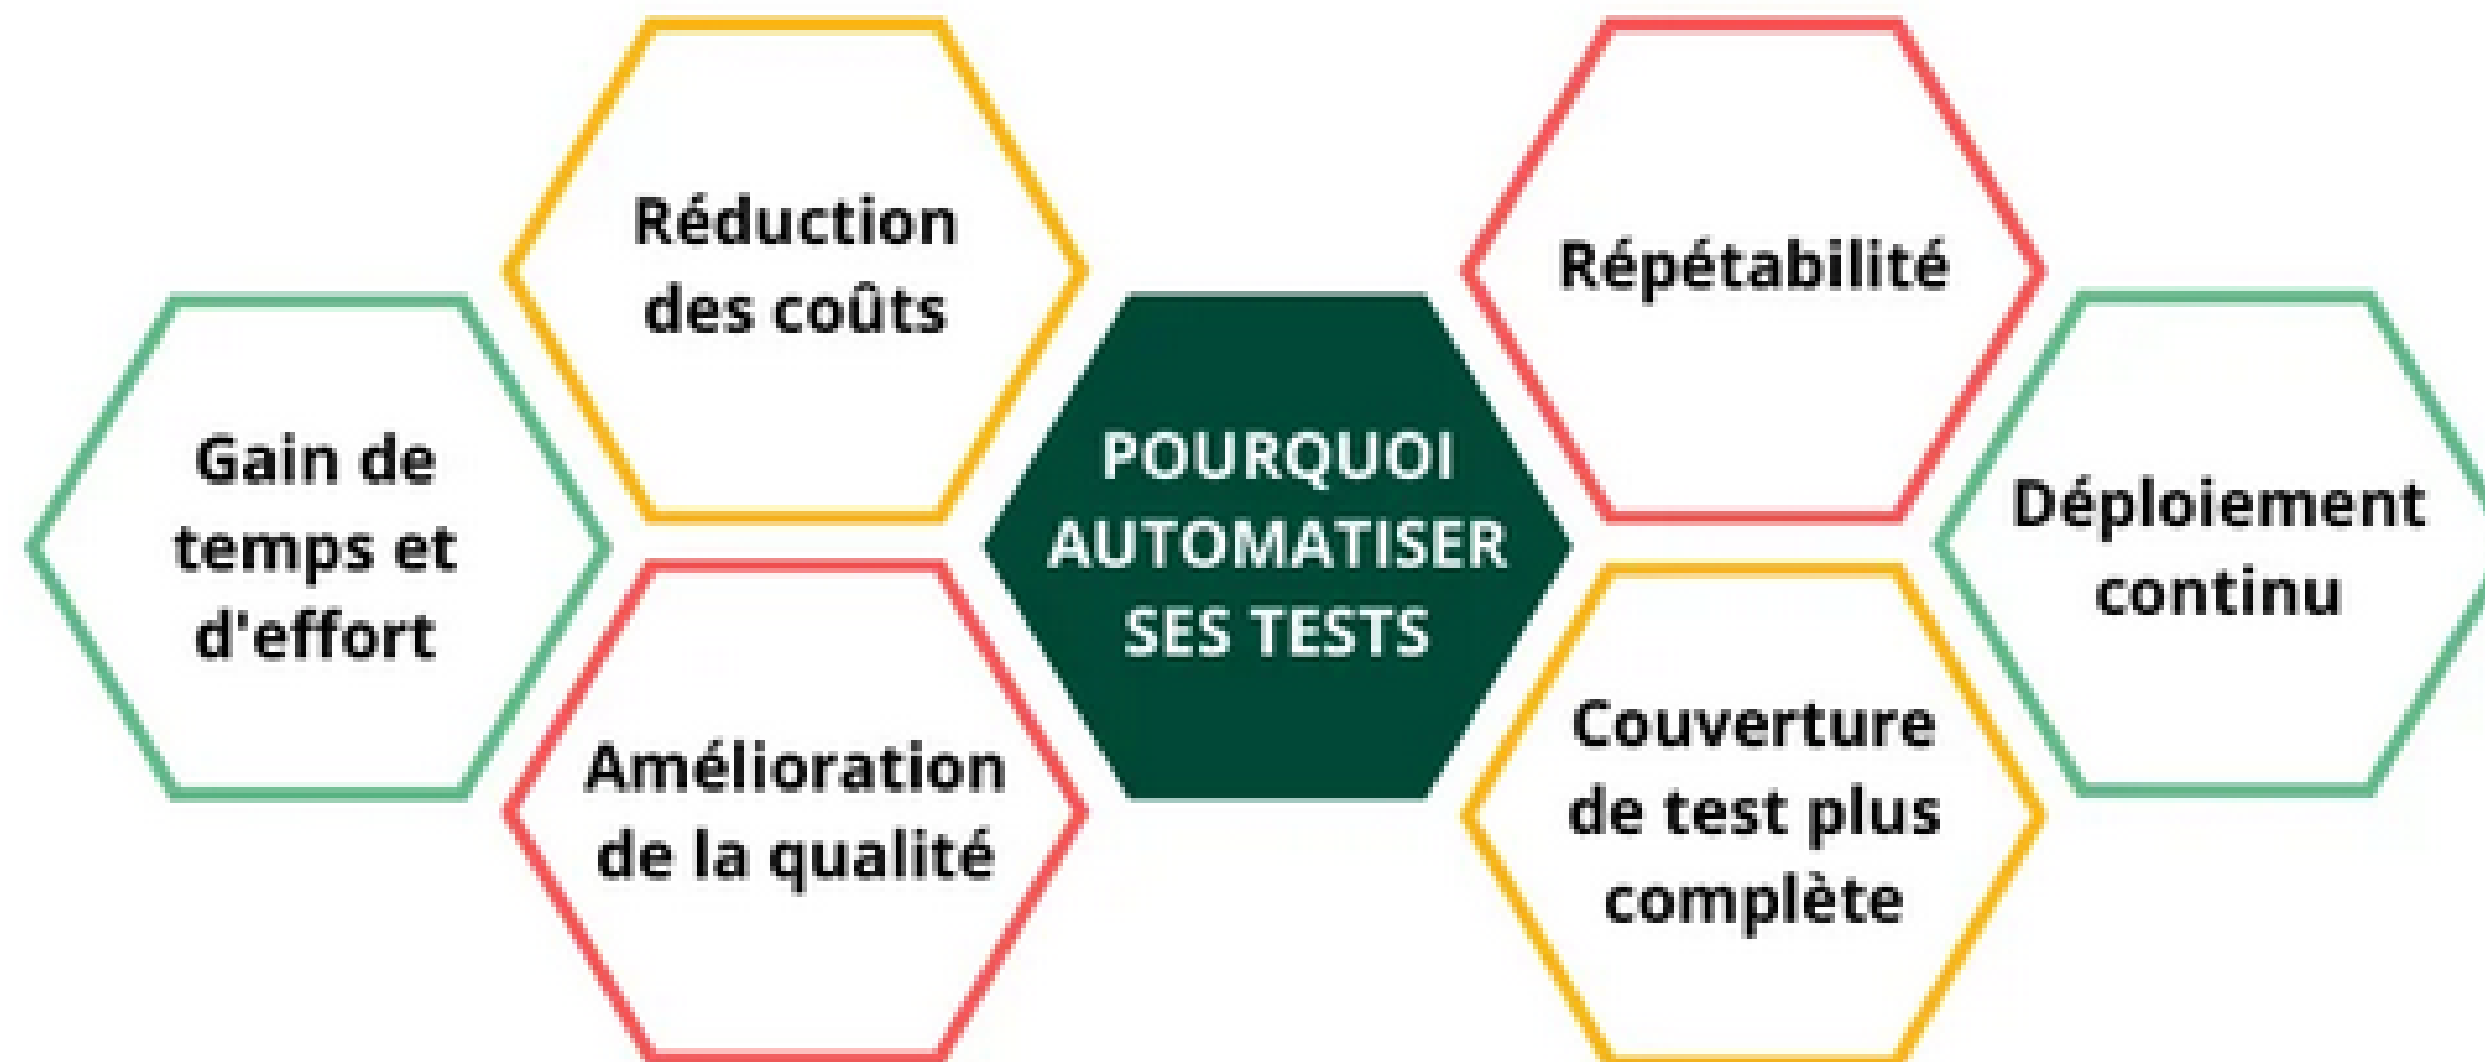 Réduction
des coûts
Gain de
temps et
d'effort
Amélioration
de la qualité
POURQUOI
AUTOMATISER
SES TESTS
Répétabilité
Déploiement
continu
Couverture
de test plus
complète